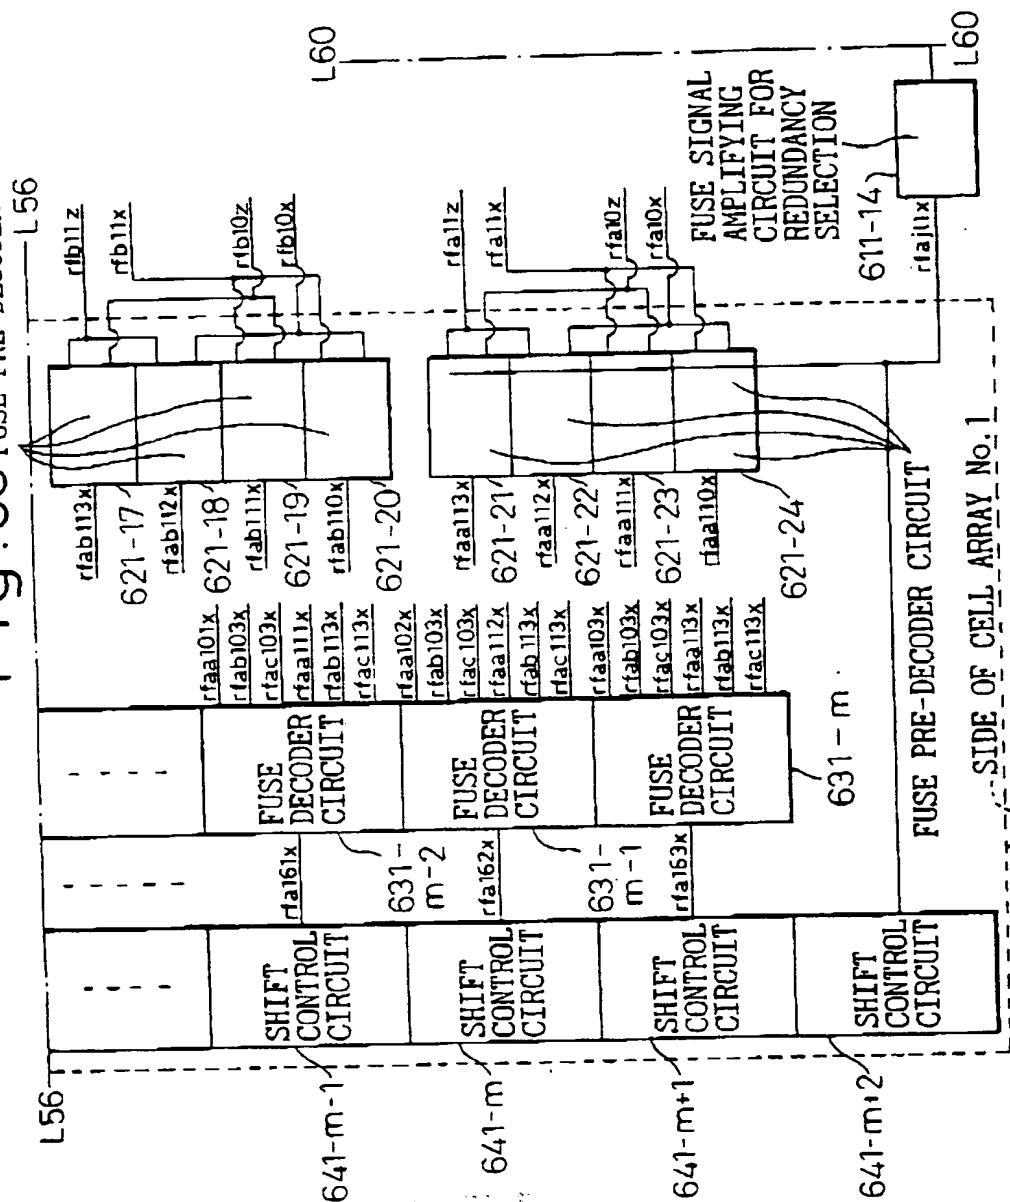 L56
L56
L60
L60
rfb11z
rfb11x
rfb10z
rfb10x
rfa11z
rfa11x
rfa10z
rfa10x
FUSE SIGNAL
AMPLIFYING
CIRCUIT FOR
REDUNDANCY
SELECTION
611-14
rfaj11x
rfab113x
621-17
rfab112x
621-18
rfab111x
621-19
rfab110x
621-20
rfaa113x
621-21
rfaa112x
621-22
rfaa111x
621-23
rfaa110x
621-24
FUSE PRE-DECODER CIRCUIT
SIDE OF CELL ARRAY No.1
rfaa101x
rfab103x
rfac103x
rfaa111x
rfab113x
rfac113x
rfaa102x
rfab103x
rfac103x
rfaa112x
rfab113x
rfac113x
rfaa103x
rfab103x
rfac103x
rfaa113x
rfab113x
rfac113x
FUSE
DECODER
CIRCUIT
FUSE
DECODER
CIRCUIT
FUSE
DECODER
CIRCUIT
631-m
rfa161x
631-
m-2
rfa162x
631-
m-1
rfa163x
SHIFT
CONTROL
CIRCUIT
SHIFT
CONTROL
CIRCUIT
SHIFT
CONTROL
CIRCUIT
SHIFT
CONTROL
CIRCUIT
641-m-1
641-m
641-m+1
641-m+2